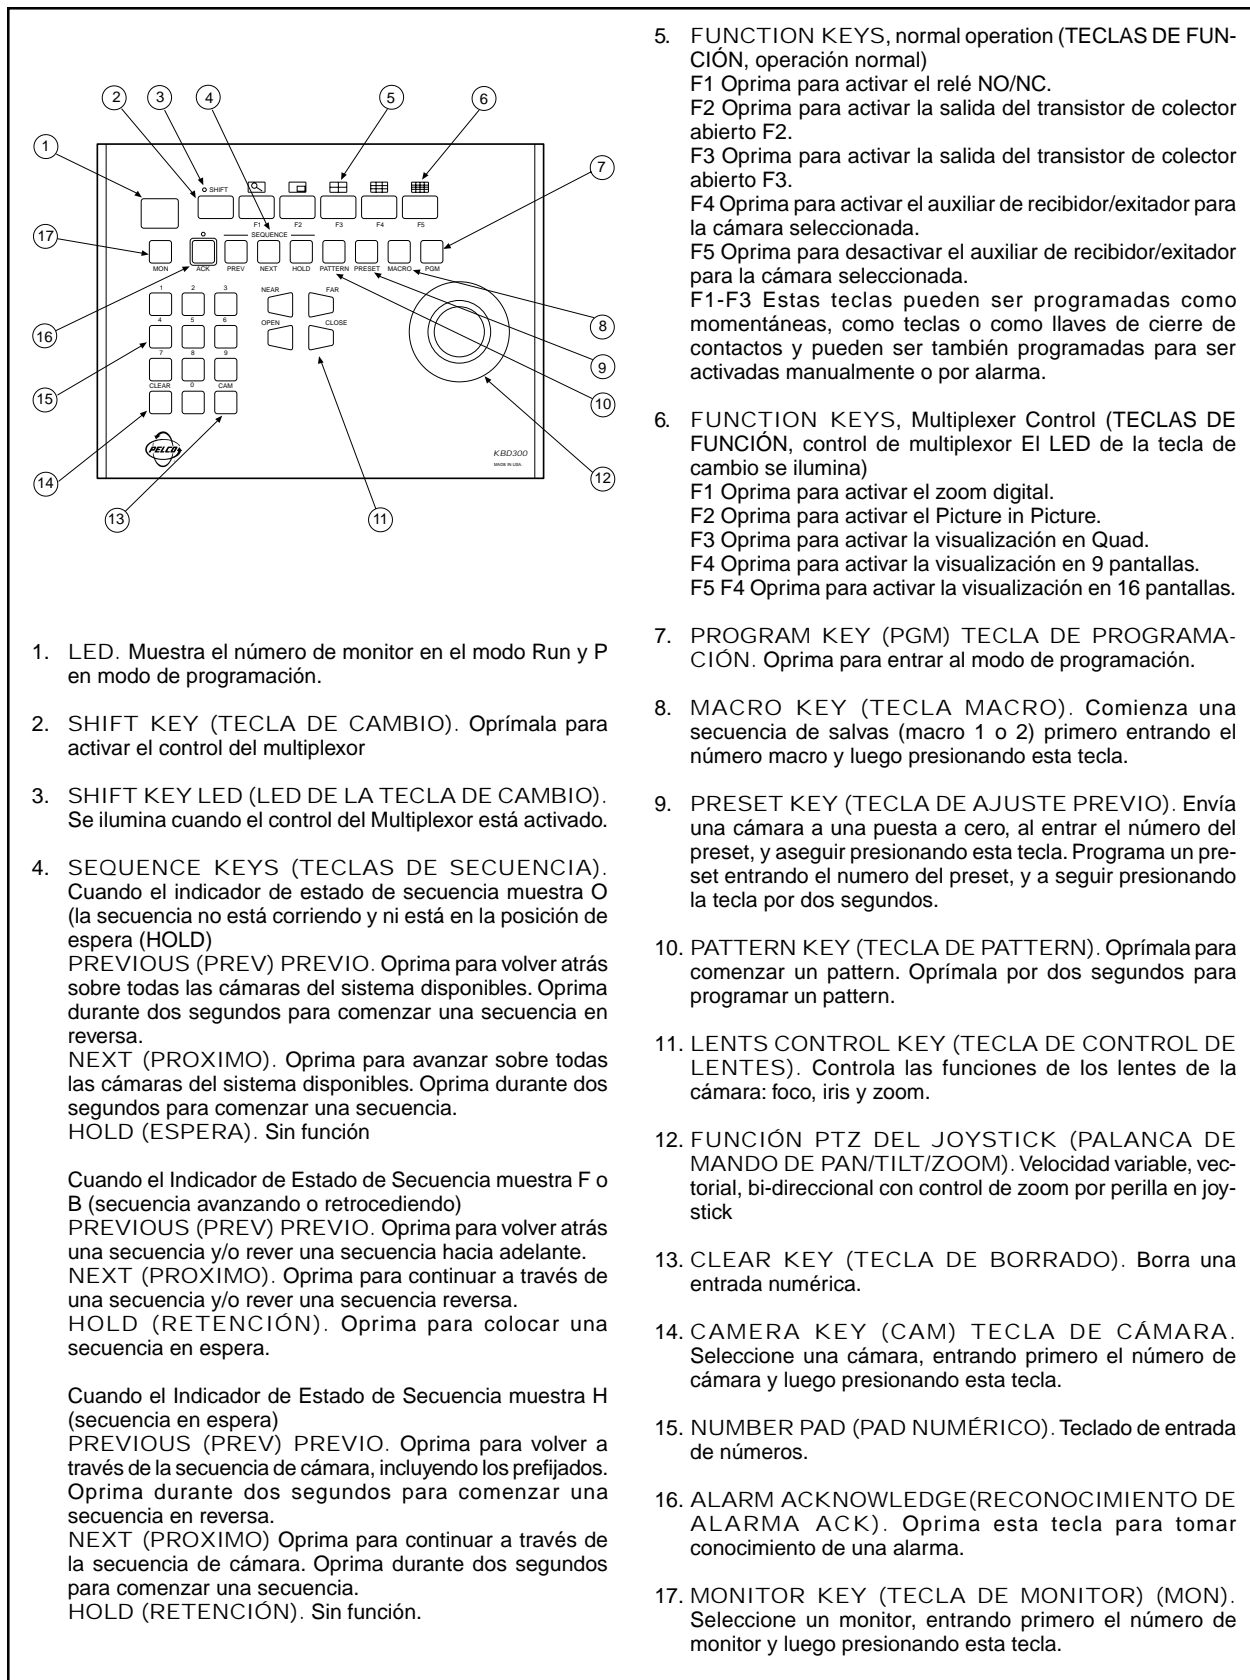 2
3
4
5
6
1
7
SHIFT
F1
F2
F3
F4
F5
SEQUENCE
17
MON
ACK
PREV
NEXT
HOLD
PATTERN
PRESET
MACRO
PGM
1
2
3
NEAR
FAR
4
5
6
OPEN
CLOSE
8
16
7
8
9
9
CLEAR
0
CAM
15
10
PELCO
KBD300
MADE IN USA.
14
12
13
11
1. LED. Muestra el número de monitor en el modo Run y P
en modo de programación.
2. SHIFT KEY (TECLA DE CAMBIO). Oprímala para
activar el control del multiplexor
3. SHIFT KEY LED (LED DE LA TECLA DE CAMBIO).
Se ilumina cuando el control del Multiplexor está activado.
4. SEQUENCE KEYS (TECLAS DE SECUENCIA).
Cuando el indicador de estado de secuencia muestra O
(la secuencia no está corriendo y ni está en la posición de
espera (HOLD)
PREVIOUS (PREV) PREVIO. Oprima para volver atrás
sobre todas las cámaras del sistema disponibles. Oprima
durante dos segundos para comenzar una secuencia en
reversa.
NEXT (PROXIMO). Oprima para avanzar sobre todas
las cámaras del sistema disponibles. Oprima durante dos
segundos para comenzar una secuencia.
HOLD (ESPERA). Sin función
Cuando el Indicador de Estado de Secuencia muestra F o
B (secuencia avanzando o retrocediendo)
PREVIOUS (PREV) PREVIO. Oprima para volver atrás
una secuencia y/o rever una secuencia hacia adelante.
NEXT (PROXIMO). Oprima para continuar a través de
una secuencia y/o rever una secuencia reversa.
HOLD (RETENCIÓN). Oprima para colocar una
secuencia en espera.
Cuando el Indicador de Estado de Secuencia muestra H
(secuencia en espera)
PREVIOUS (PREV) PREVIO. Oprima para volver a
través de la secuencia de cámara, incluyendo los prefijados.
Oprima durante dos segundos para comenzar una
secuencia en reversa.
NEXT (PROXIMO) Oprima para continuar a través de
la secuencia de cámara. Oprima durante dos segundos
para comenzar una secuencia.
HOLD (RETENCIÓN). Sin función.
5. FUNCTION KEYS, normal operation (TECLAS DE FUN-
CIÓN, operación normal)
F1 Oprima para activar el relé NO/NC.
F2 Oprima para activar la salida del transistor de colector
abierto F2.
F3 Oprima para activar la salida del transistor de colector
abierto F3.
F4 Oprima para activar el auxiliar de recibidor/exitador para
la cámara seleccionada.
F5 Oprima para desactivar el auxiliar de recibidor/exitador
para la cámara seleccionada.
F1-F3 Estas teclas pueden ser programadas como
momentáneas, como teclas o como llaves de cierre de
contactos y pueden ser también programadas para ser
activadas manualmente o por alarma.
6. FUNCTION KEYS, Multiplexer Control (TECLAS DE
FUNCIÓN, control de multiplexor El LED de la tecla de
cambio se ilumina)
F1 Oprima para activar el zoom digital.
F2 Oprima para activar el Picture in Picture.
F3 Oprima para activar la visualización en Quad.
F4 Oprima para activar la visualización en 9 pantallas.
F5 F4 Oprima para activar la visualización en 16 pantallas.
7. PROGRAM KEY (PGM) TECLA DE PROGRAMA-
CIÓN. Oprima para entrar al modo de programación.
8. MACRO KEY (TECLA MACRO). Comienza una
secuencia de salvas (macro 1 o 2) primero entrando el
número macro y luego presionando esta tecla.
9. PRESET KEY (TECLA DE AJUSTE PREVIO). Envía
una cámara a una puesta a cero, al entrar el número del
preset, y aseguir presionando esta tecla. Programa un pre-
set entrando el numero del preset, y a seguir presionando
la tecla por dos segundos.
10. PATTERN KEY (TECLA DE PATTERN). Oprímala para
comenzar un pattern. Oprímala por dos segundos para
programar un pattern.
11. LENTS CONTROL KEY (TECLA DE CONTROL DE
LENTES). Controla las funciones de los lentes de la
cámara: foco, iris y zoom.
12. FUNCIÓN PTZ DEL JOYSTICK (PALANCA DE
MANDO DE PAN/TILT/ZOOM). Velocidad variable, vec-
torial, bi-direccional con control de zoom por perilla en joy-
stick
13. CLEAR KEY (TECLA DE BORRADO). Borra una
entrada numérica.
14. CAMERA KEY (CAM) TECLA DE CÁMARA.
Seleccione una cámara, entrando primero el número de
cámara y luego presionando esta tecla.
15. NUMBER PAD (PAD NUMÉRICO). Teclado de entrada
de números.
16. ALARM ACKNOWLEDGE(RECONOCIMIENTO DE
ALARMA ACK). Oprima esta tecla para tomar
conocimiento de una alarma.
17. MONITOR KEY (TECLA DE MONITOR) (MON).
Seleccione un monitor, entrando primero el número de
monitor y luego presionando esta tecla.